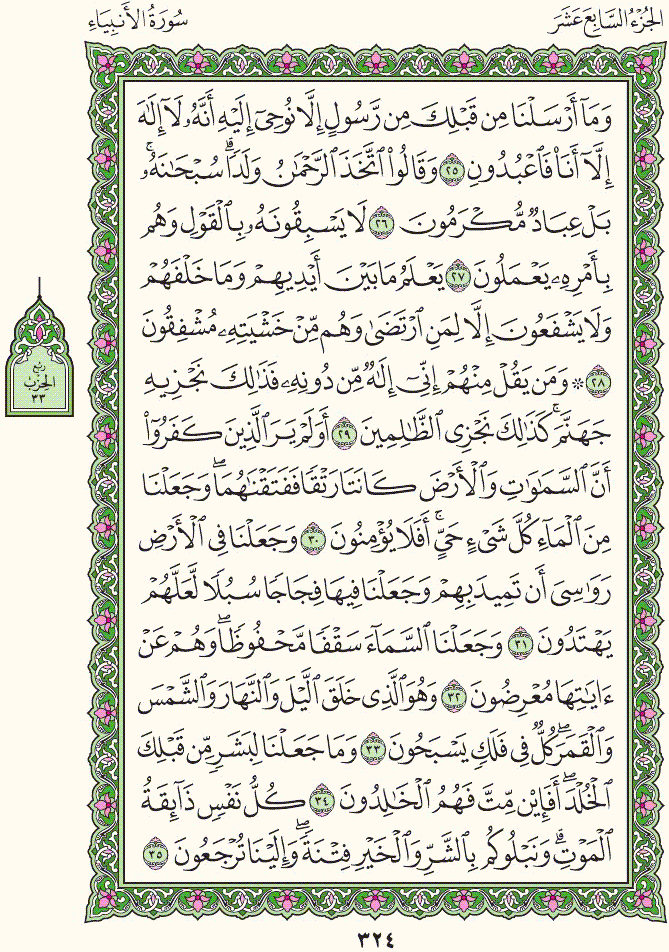 الجُزْءُ السَّابِعَ عَشَرَ
سُورَةُ الأَنبِيَاءِ
وَمَآ أَرۡسَلۡنَا مِن قَبۡلِكَ مِن رَّسُولٍ إِلَّا نُوحِيٓ إِلَيۡهِ أَنَّهُۥ لَآ إِلَٰهَ
إِلَّآ أَنَا۠ فَٱعۡبُدُونِ ٢٥ وَقَالُواْ ٱتَّخَذَ ٱلرَّحۡمَٰنُ وَلَدٗاۗ سُبۡحَٰنَهُۥۚ
بَلۡ عِبَادٞ مُّكۡرَمُونَ ٢٦ لَا يَسۡبِقُونَهُۥ بِٱلۡقَوۡلِ وَهُم
بِأَمۡرِهِۦ يَعۡمَلُونَ ٢٧ يَعۡلَمُ مَا بَيۡنَ أَيۡدِيهِمۡ وَمَا خَلۡفَهُمۡ
وَلَا يَشۡفَعُونَ إِلَّا لِمَنِ ٱرۡتَضَىٰ وَهُم مِّنۡ خَشۡيَتِهِۦ مُشۡفِقُونَ
٢٨ ۞ وَمَن يَقُلۡ مِنۡهُمۡ إِنِّيٓ إِلَٰهٞ مِّن دُونِهِۦ فَذَٰلِكَ نَجۡزِيهِ
جَهَنَّمَۚ كَذَٰلِكَ نَجۡزِي ٱلظَّٰلِمِينَ ٢٩ أَوَلَمۡ يَرَ ٱلَّذِينَ كَفَرُوٓاْ
أَنَّ ٱلسَّمَٰوَٰتِ وَٱلۡأَرۡضَ كَانَتَا رَتۡقٗا فَفَتَقۡنَٰهُمَاۖ وَجَعَلۡنَا
مِنَ ٱلۡمَآءِ كُلَّ شَيۡءٍ حَيٍّۚ أَفَلَا يُؤۡمِنُونَ ٣٠ وَجَعَلۡنَا فِي ٱلۡأَرۡضِ
رَوَٰسِيَ أَن تَمِيدَ بِهِمۡ وَجَعَلۡنَا فِيهَا فِجَاجٗا سُبُلٗا لَّعَلَّهُمۡ
يَهۡتَدُونَ ٣١ وَجَعَلۡنَا ٱلسَّمَآءَ سَقۡفٗا مَّحۡفُوظٗاۖ وَهُمۡ عَنۡ
ءَايَٰتِهَا مُعۡرِضُونَ ٣٢ وَهُوَ ٱلَّذِي خَلَقَ ٱلَّيۡلَ وَٱلنَّهَارَ وَٱلشَّمۡسَ
وَٱلۡقَمَرَۖ كُلّٞ فِي فَلَكٖ يَسۡبَحُونَ ٣٣ وَمَا جَعَلۡنَا لِبَشَرٖ مِّن قَبۡلِكَ
ٱلۡخُلۡدَۖ أَفَإِيْن مِّتَّ فَهُمُ ٱلۡخَٰلِدُونَ ٣٤ كُلُّ نَفۡسٖ ذَآئِقَةُ
ٱلۡمَوۡتِۗ وَنَبۡلُوكُم بِٱلشَّرِّ وَٱلۡخَيۡرِ فِتۡنَةٗۖ وَإِلَيۡنَا تُرۡجَعُونَ ٣٥
رُبْعُ
الحِزْبِ
٣٣
٣٢٤